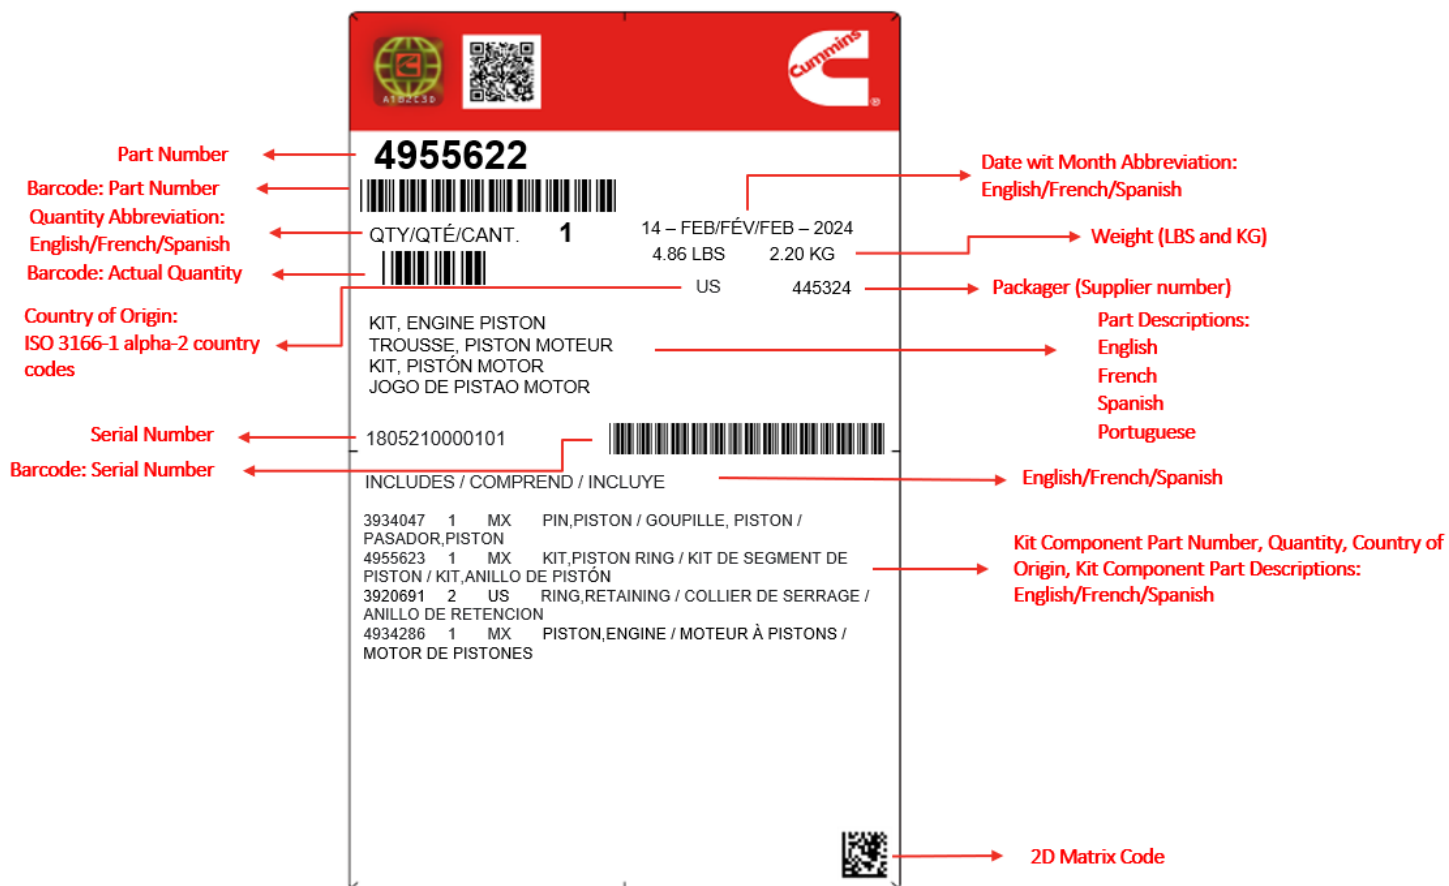 Cummins
®
A1B2C3D
Part Number
4955622
Barcode: Part Number
Quantity Abbreviation:
English/French/Spanish
QTY/QTÉ/CANT. 1
Barcode: Actual Quantity
14 – FEB/FÉV/FEB – 2024
Date wit Month Abbreviation:
English/French/Spanish
4.86 LBS 2.20 KG
Weight (LBS and KG)
US 445324
Packager (Supplier number)
Country of Origin:
ISO 3166-1 alpha-2 country
codes
KIT, ENGINE PISTON
TROUSSE, PISTON MOTEUR
KIT, PISTÓN MOTOR
JOGO DE PISTAO MOTOR
Part Descriptions:
English
French
Spanish
Portuguese
Serial Number
1805210000101
Barcode: Serial Number
INCLUDES / COMPREND / INCLUYE
English/French/Spanish
3934047 1 MX PIN,PISTON / GOUPILLE, PISTON /
PASADOR,PISTON
4955623 1 MX KIT,PISTON RING / KIT DE SEGMENT DE
PISTON / KIT,ANILLO DE PISTÓN
3920691 2 US RING,RETAINING / COLLIER DE SERRAGE /
ANILLO DE RETENCION
4934286 1 MX PISTON,ENGINE / MOTEUR À PISTONS /
MOTOR DE PISTONES
Kit Component Part Number, Quantity, Country of
Origin, Kit Component Part Descriptions:
English/French/Spanish
2D Matrix Code